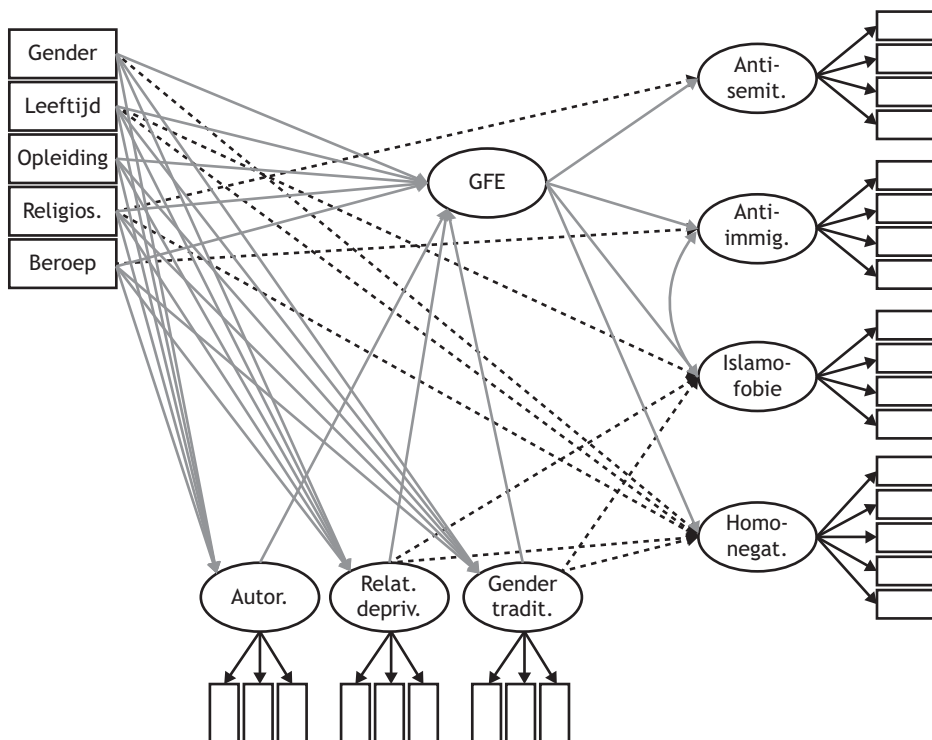 Gender
Leeftijd
Opleiding
Religios.
Beroep
GFE
Anti-
semit.
Anti-
immig.
Islamo-
fobie
Homo-
negat.
Autor.
Relat.
depriv.
Gender
tradit.